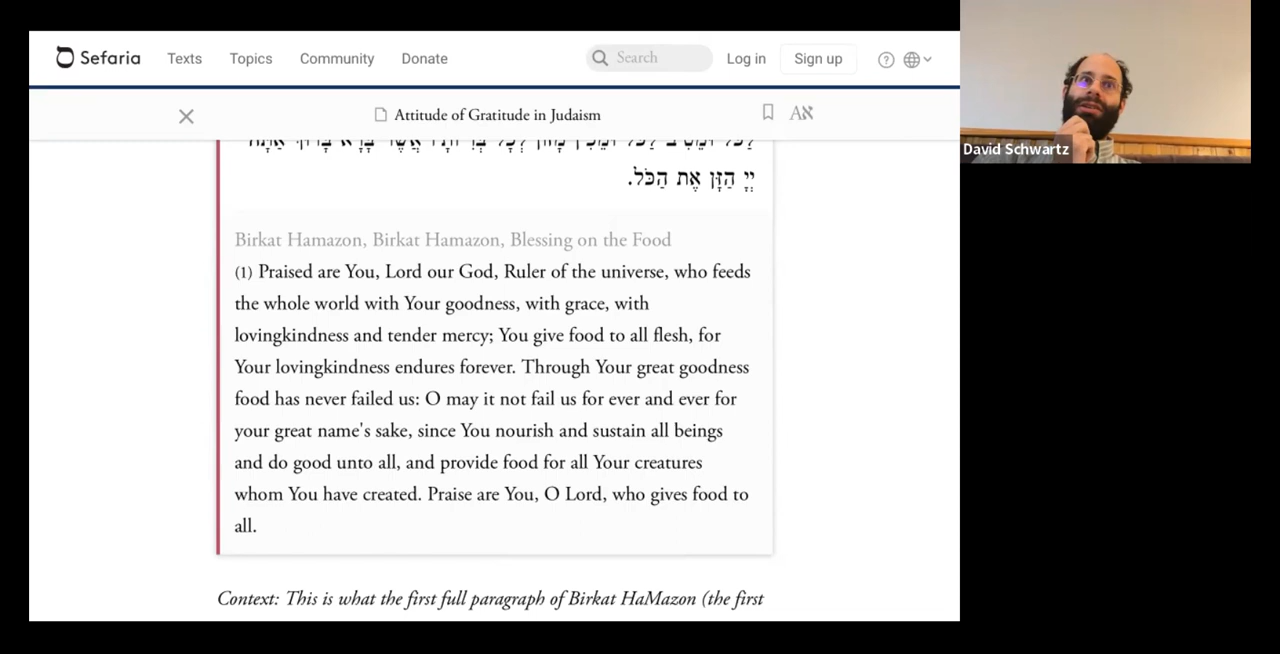 Sefaria Texts Topics Community Donate Search Log in Sign up
Attitude of Gratitude in Judaism Aא
יְיָ הַזָּן אֶת הַכֹּל.
Birkat Hamazon, Birkat Hamazon, Blessing on the Food
(1) Praised are You, Lord our God, Ruler of the universe, who feeds
the whole world with Your goodness, with grace, with
lovingkindness and tender mercy; You give food to all flesh, for
Your lovingkindness endures forever. Through Your great goodness
food has never failed us: O may it not fail us for ever and ever for
your great name's sake, since You nourish and sustain all beings
and do good unto all, and provide food for all Your creatures
whom You have created. Praise are You, O Lord, who gives food to
all.
Context: This is what the first full paragraph of Birkat HaMazon (the first
David Schwartz